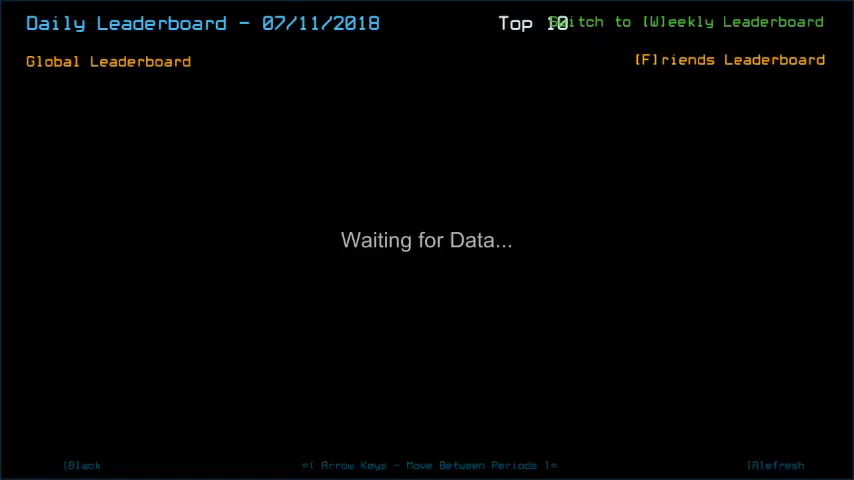 Daily Leaderboard - 07/11/2018
Top 10
Switch to [W]eekly Leaderboard
Global Leaderboard
[F]riends Leaderboard
Waiting for Data...
[B]ack
=[ Arrow Keys - Move Between Periods ]=
[R]efresh